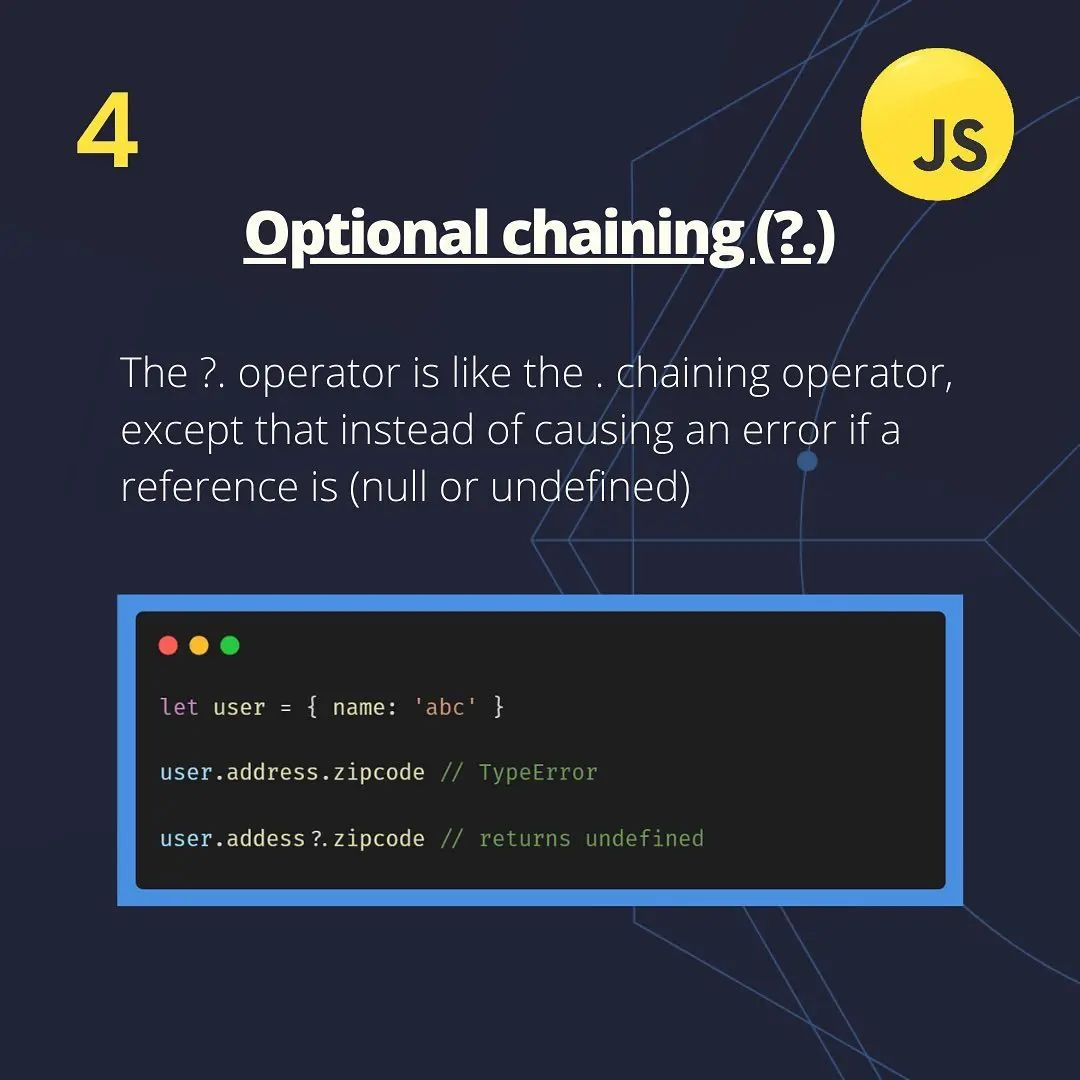 4
JS
Optional chaining (?.)
The ?. operator is like the . chaining operator,
except that instead of causing an error if a
reference is (null or undefined)
let user = { name: 'abc' }
user.address.zipcode // TypeError
user.addess?.zipcode // returns undefined